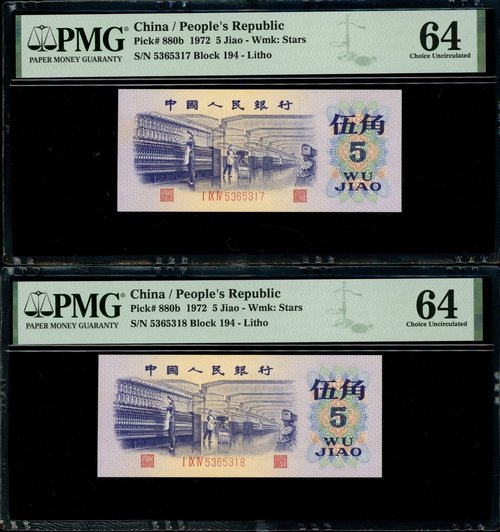 PMG®
PAPER MONEY GUARANTY
China / People's Republic
Pick# 880b 1972 5 Jiao - Wmk: Stars
S/N 5365317 Block 194 - Litho
64
Choice Uncirculated
中國人民銀行
伍角
5
WU
JIAO
I IX IV 5365317
PMG®
PAPER MONEY GUARANTY
China / People's Republic
Pick# 880b 1972 5 Jiao - Wmk: Stars
S/N 5365318 Block 194 - Litho
64
Choice Uncirculated
中國人民銀行
伍角
5
WU
JIAO
I IX IV 5365318